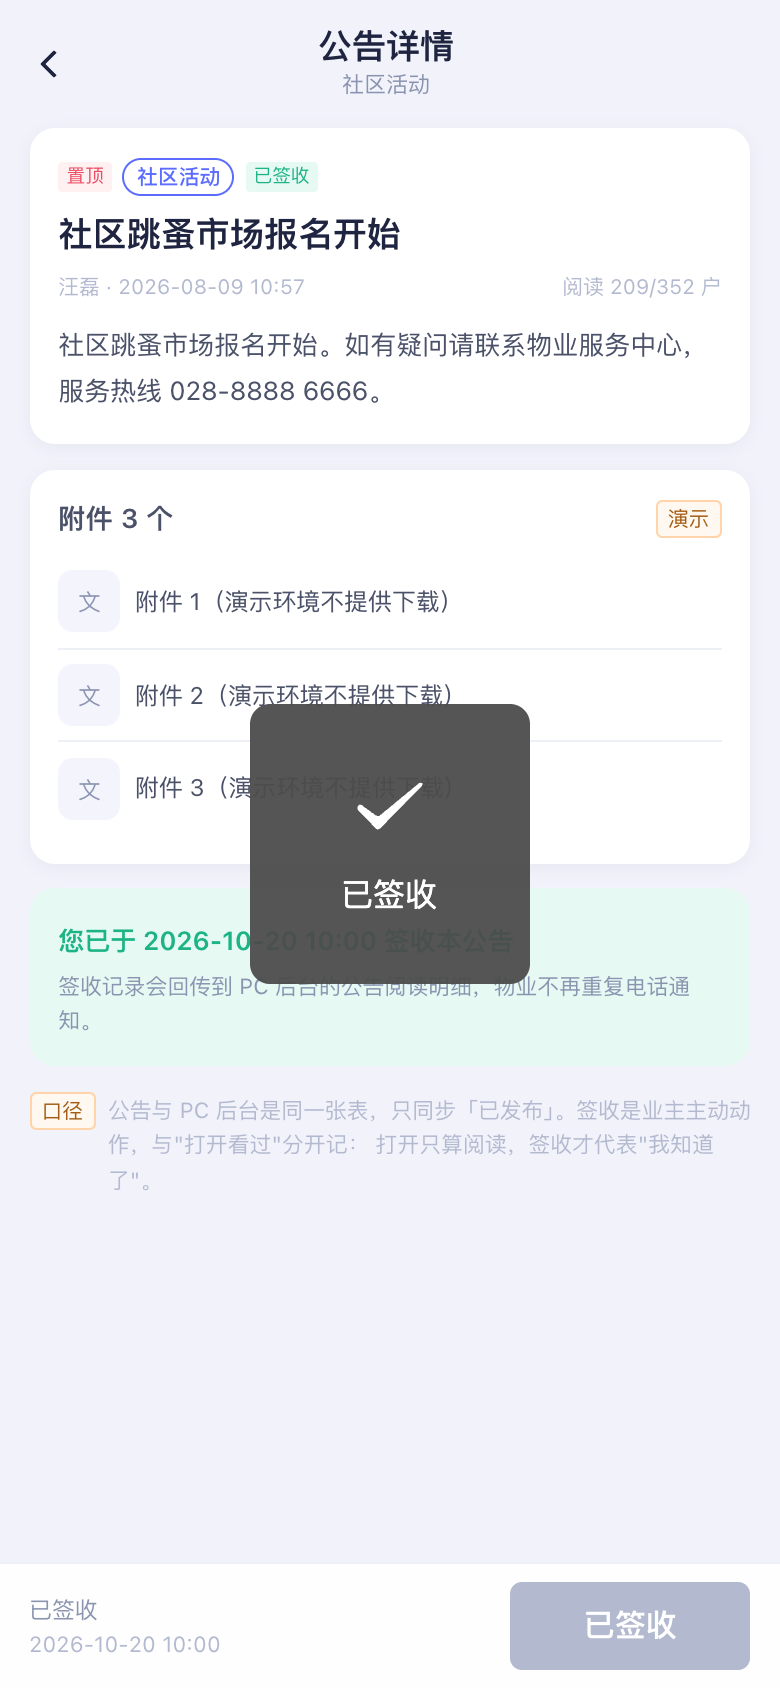 公告详情
社区活动
置顶 社区活动 已签收
社区跳蚤市场报名开始
汪磊 · 2026-08-09 10:57 阅读 209/352 户
社区跳蚤市场报名开始。如有疑问请联系物业服务中心，
服务热线 028-8888 6666。
附件 3 个 演示
文 附件 1（演示环境不提供下载）
文 附件 2（演示环境不提供下载）
文 附件 3（演示环境不提供下载）
已签收
您已于 2026-10-20 10:00 签收本公告
签收记录会回传到 PC 后台的公告阅读明细，物业不再重复电话通
知。
口径 公告与 PC 后台是同一张表，只同步「已发布」。签收是业主主动动
作，与"打开看过"分开记： 打开只算阅读，签收才代表"我知道
了"。
已签收
2026-10-20 10:00
已签收